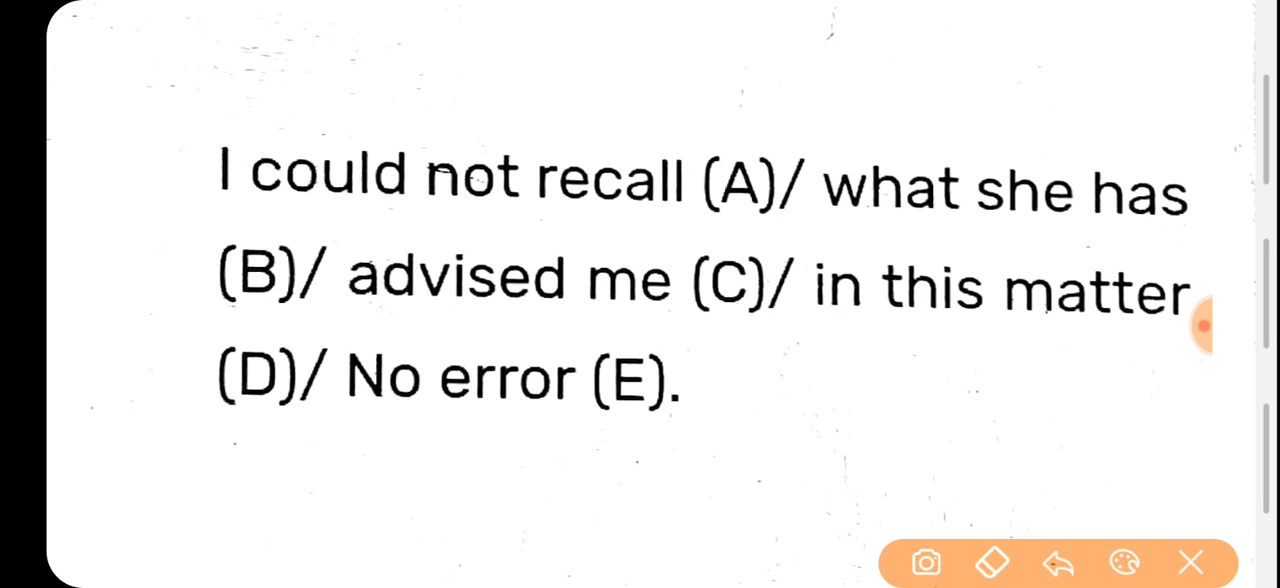 I could not recall (A)/ what she has
(B)/ advised me (C)/ in this matter
(D)/ No error (E).